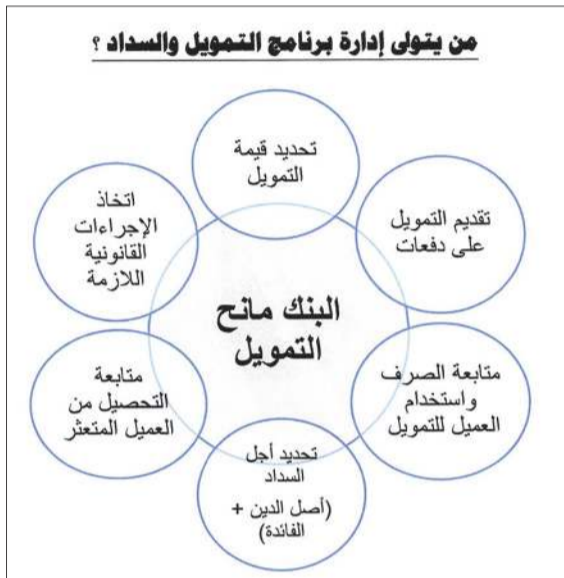 من يتولى إدارة برنامج التمويل والسداد ؟
تحديد قيمة
التمويل
تقديم التمويل
على دفعات
متابعة الصرف
واستخدام
العميل للتمويل
تحديد أجل
السداد
(أصل الدين +
الفائدة)
متابعة
التحصيل من
العميل المتعثر
اتخاذ
الإجراءات
القانونية
اللازمة
البنك مانح
التمويل